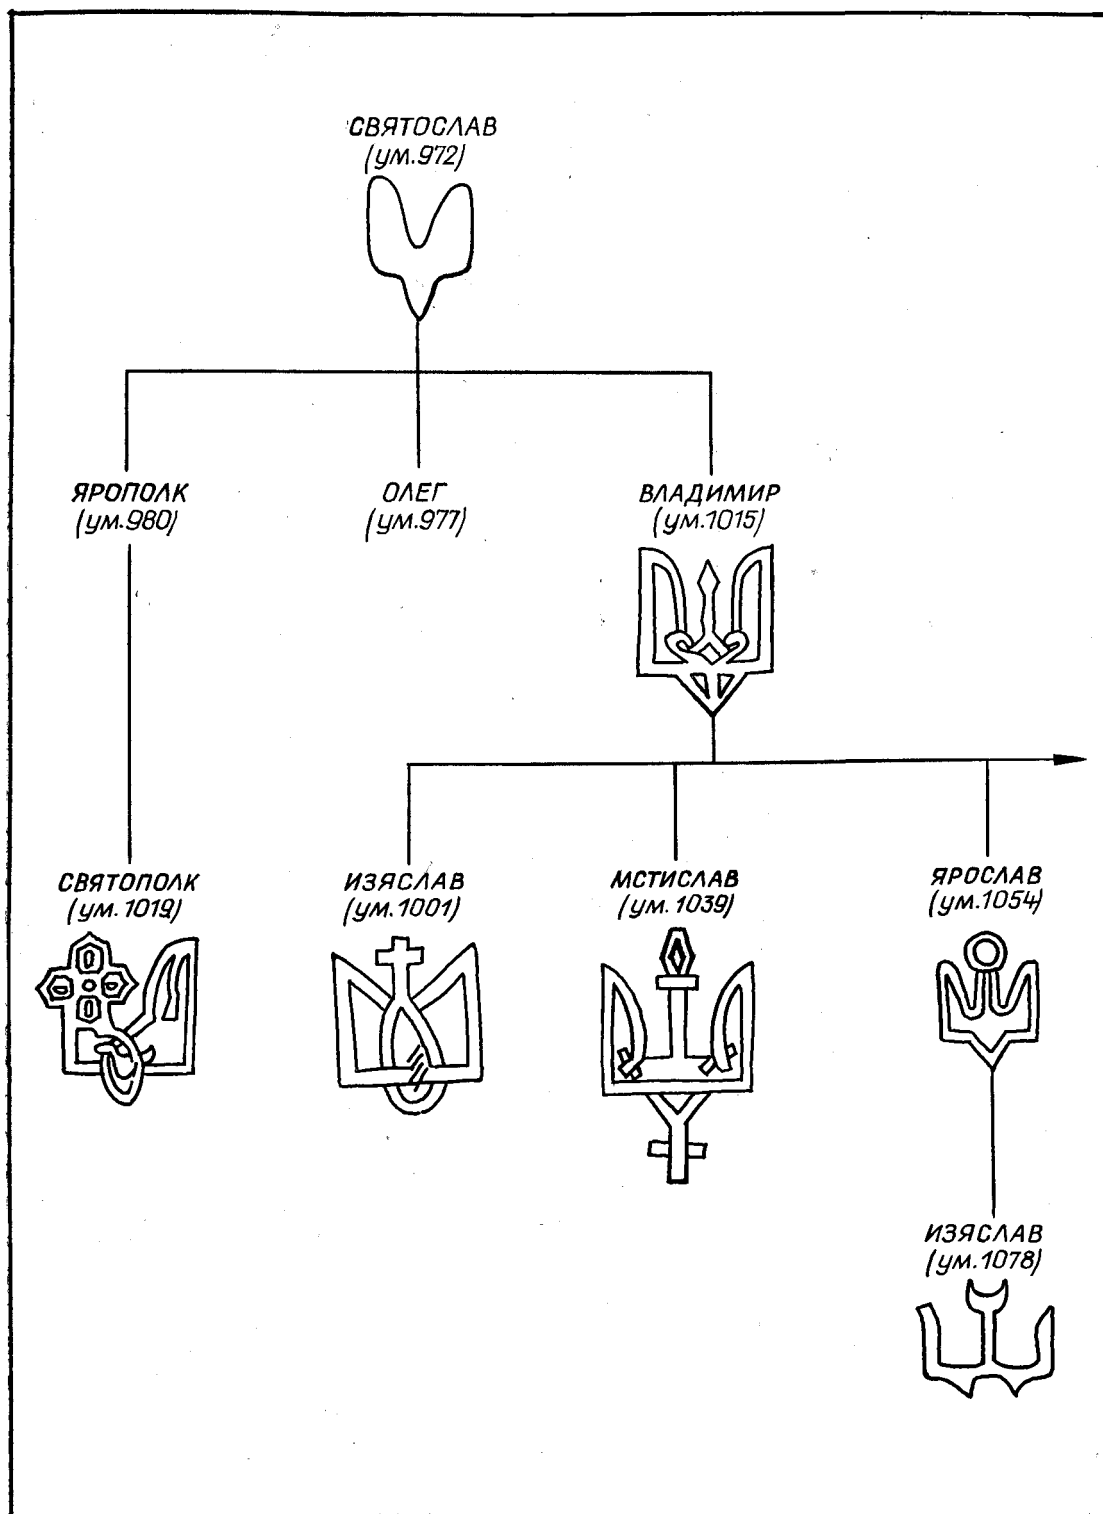 СВЯТОСЛАВ
(ум.972)
ЯРОПОЛК
(ум.980)
ОЛЕГ
(ум.977)
ВЛАДИМИР
(ум.1015)
СВЯТОПОЛК
(ум.1019)
ИЗЯСЛАВ
(ум.1001)
МСТИСЛАВ
(ум.1039)
ЯРОСЛАВ
(ум.1054)
ИЗЯСЛАВ
(ум.1078)